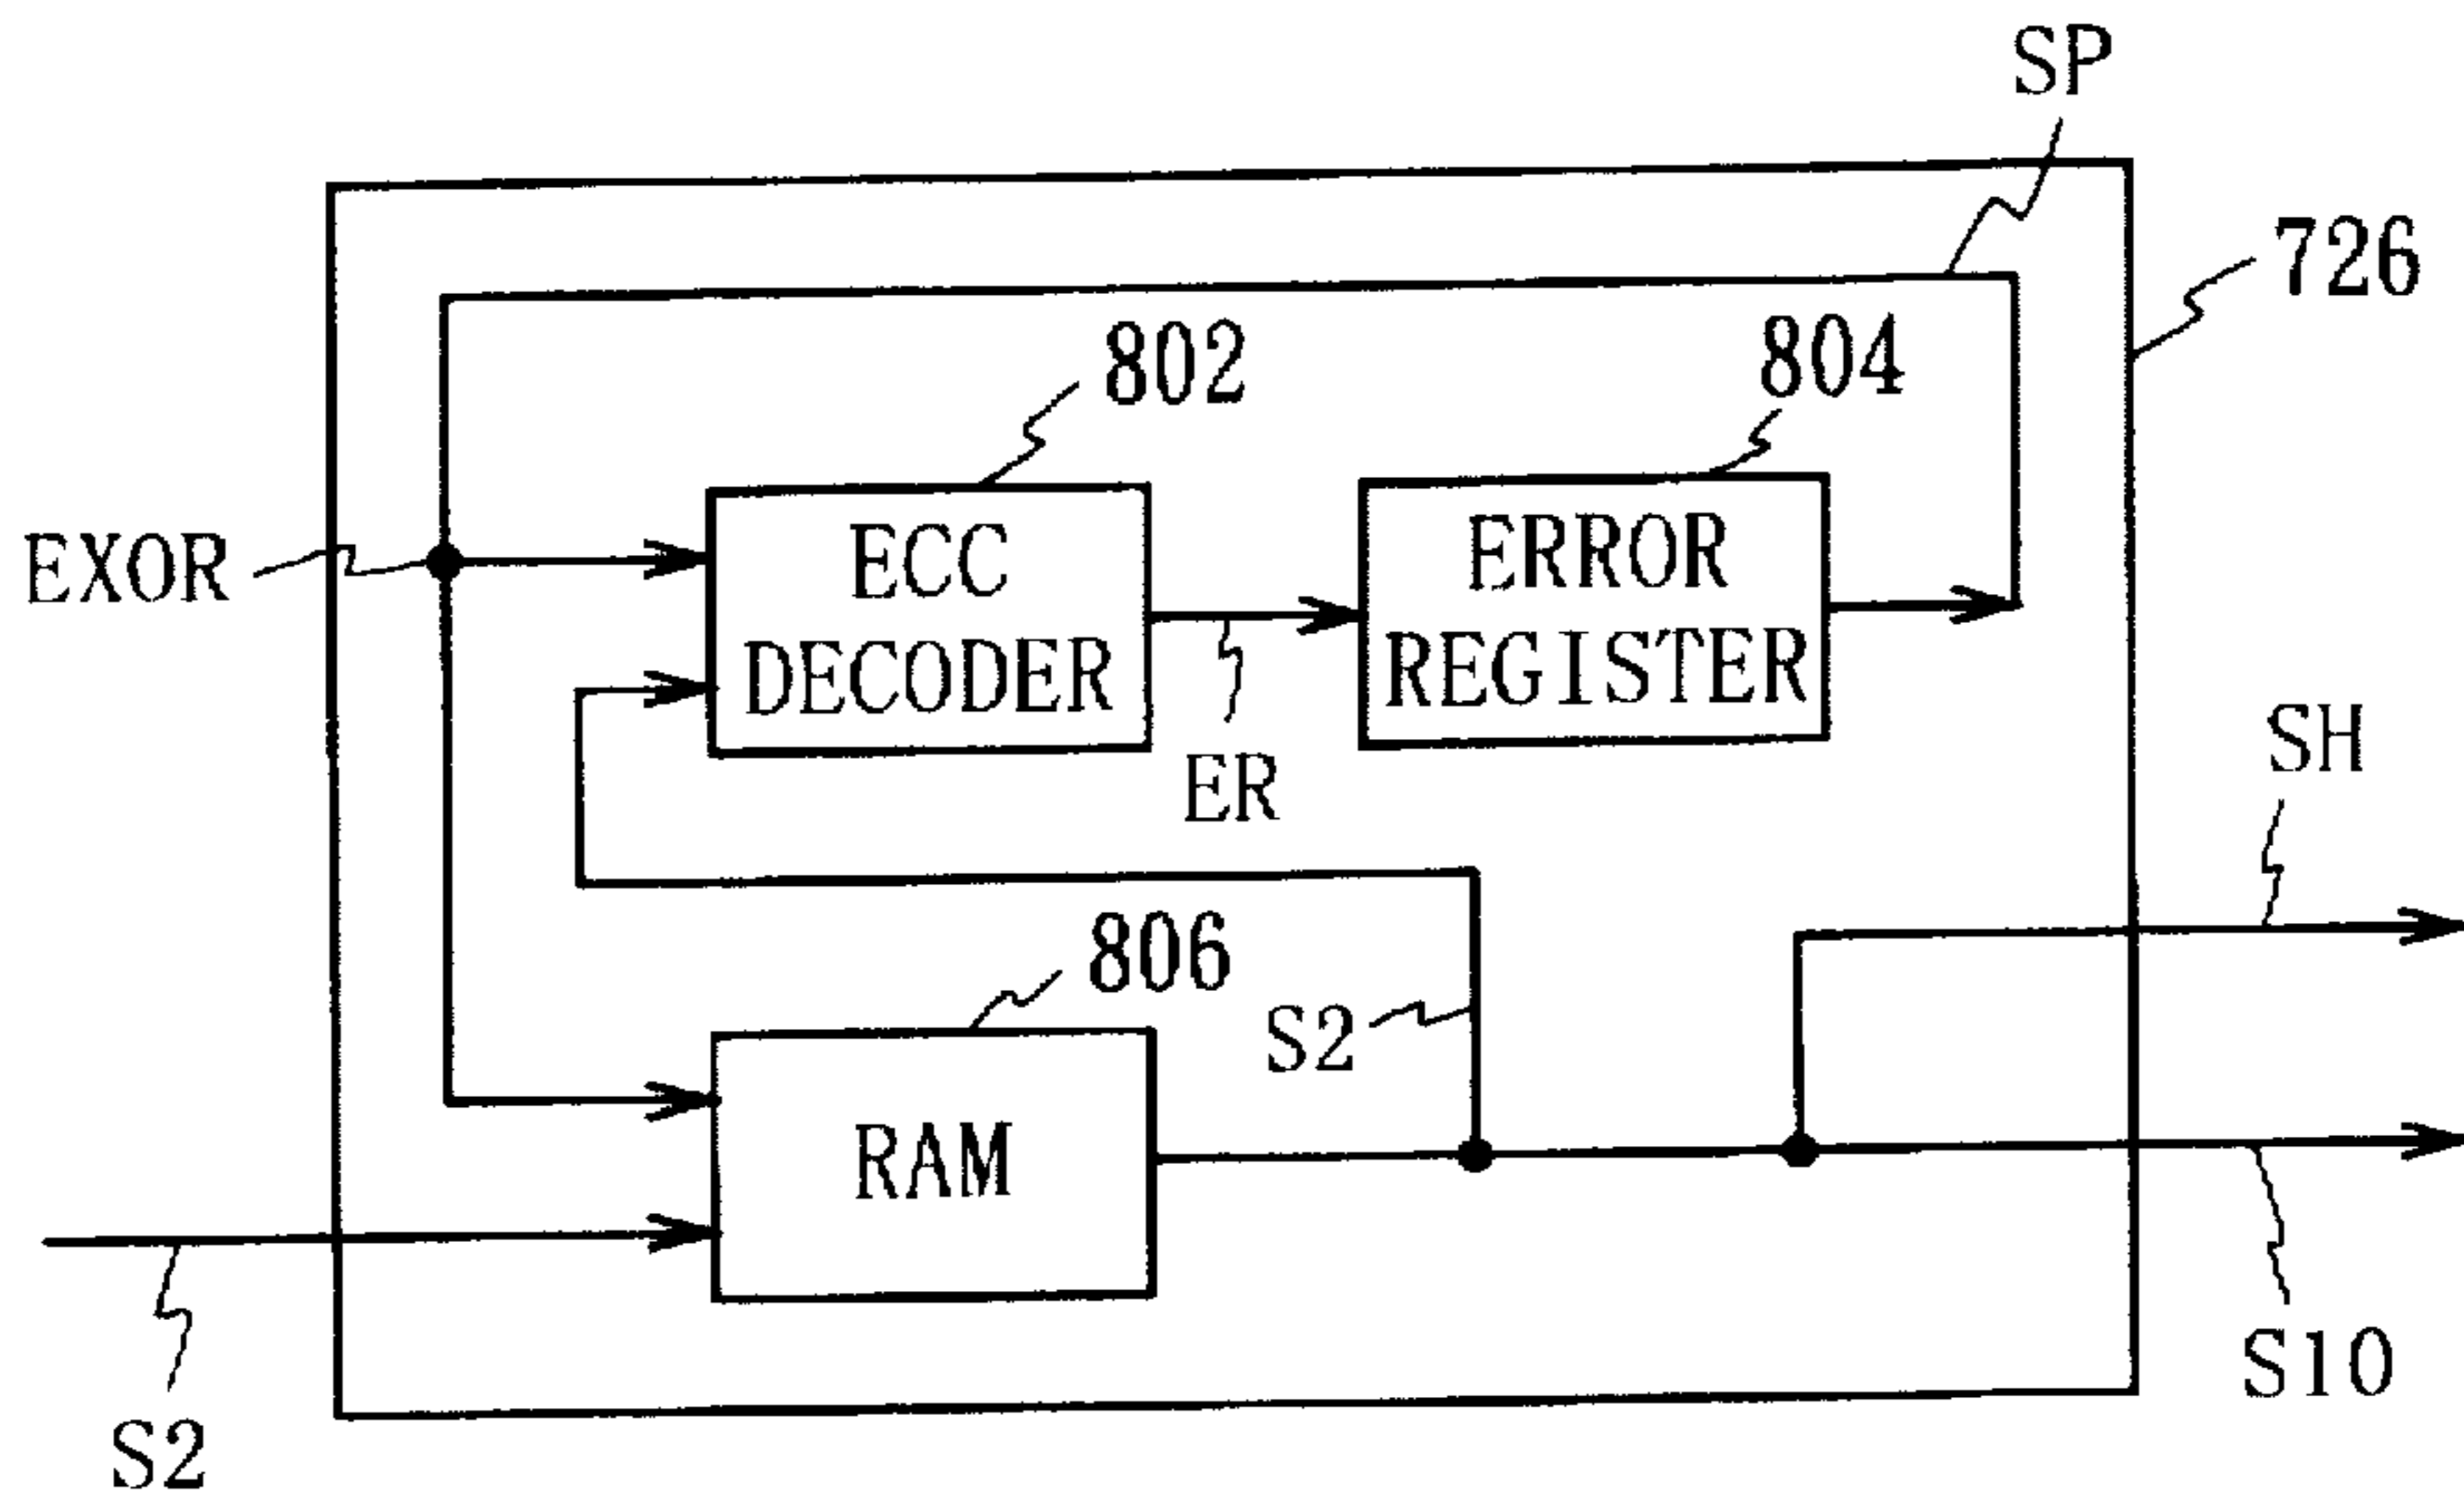 SP
726
802
804
EXOR
ECC
DECODER
ERROR
REGISTER
ER
SH
806
S2
RAM
S10
S2